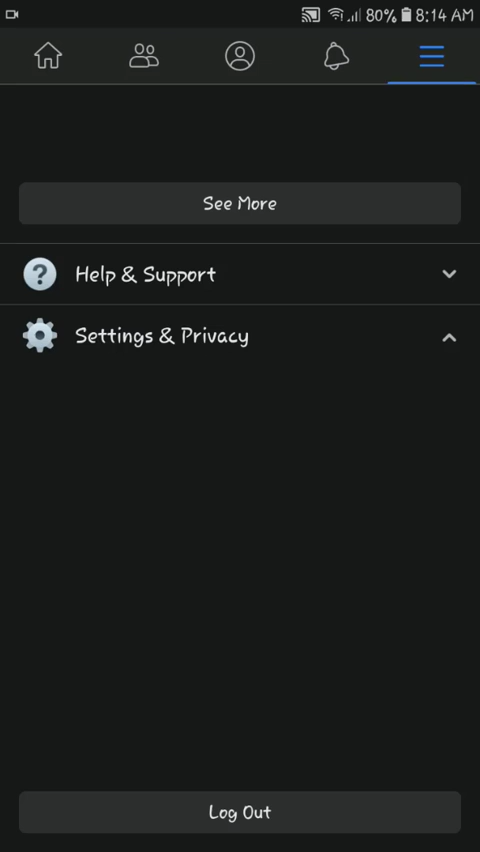 80% 8:14 AM
See More
Help & Support
Settings & Privacy
Log Out